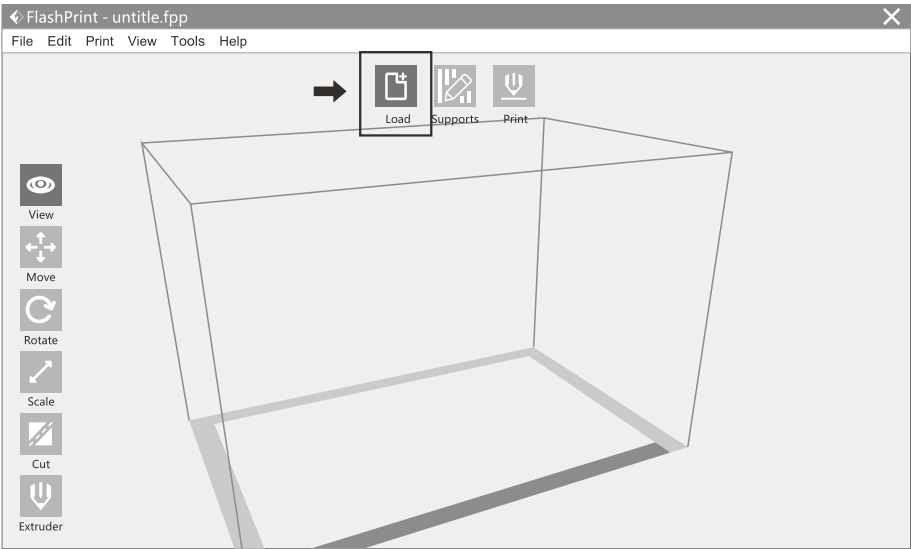 FlashPrint - untitle.fpp
File Edit Print View Tools Help
Load Supports Print
View
Move
Rotate
Scale
Cut
Extruder